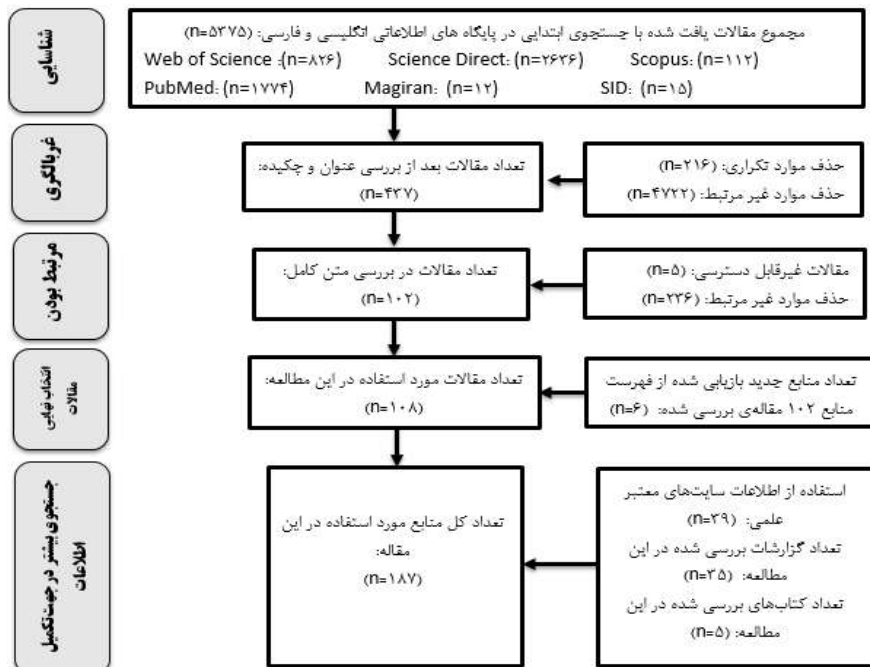 شناسایی
مجموع مقالات یافت شده با جستجوی ابتدایی در پایگاه های اطلاعاتی انگلیسی و فارسی: (n=۵۳۷۵)
Web of Science :(n=۸۲۶) Science Direct: (n=۲۶۳۶) Scopus: (n=۱۱۲)
PubMed: (n=۱۷۷۴) Magiran: (n=۱۲) SID: (n=۱۵)
غربالگری
تعداد مقالات بعد از بررسی عنوان و چکیده:
(n=۴۳۷)
حذف موارد تکراری: (n=۲۱۶)
حذف موارد غیر مرتبط: (n=۴۷۲۲)
مرتبط بودن
تعداد مقالات در بررسی متن کامل:
(n=۱۰۲)
مقالات غیرقابل دسترسی: (n=۵)
حذف موارد غیر مرتبط: (n=۲۳۶)
انتخاب نهایی
مقالات
تعداد مقالات مورد استفاده در این مطالعه:
(n=۱۰۸)
تعداد منابع جدید بازیابی شده از فهرست
منابع ۱۰۲ مقاله‌ی بررسی شده: (n=۶)
جستجوی بیشتر در جهت تکمیل
اطلاعات
تعداد کل منابع مورد استفاده در این
مقاله:
(n=۱۸۷)
استفاده از اطلاعات سایت‌های معتبر
علمی: (n=۳۹)
تعداد گزارشات بررسی شده در این
مطالعه: (n=۳۵)
تعداد کتاب‌های بررسی شده در این
مطالعه: (n=۵)